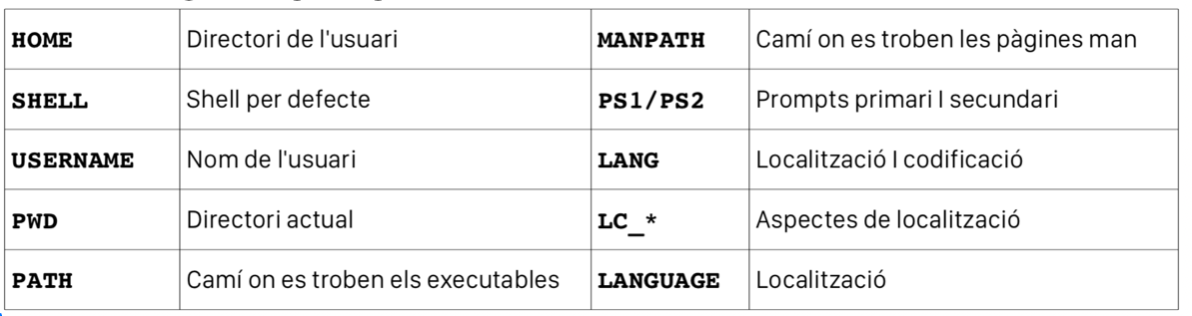 HOME Directori de l'usuari MANPATH Camí on es troben les pàgines man
SHELL Shell per defecte PS1/PS2 Prompts primari I secundari
USERNAME Nom de l'usuari LANG Localització I codificació
PWD Directori actual LC_* Aspectes de localització
PATH Camí on es troben els executables LANGUAGE Localització